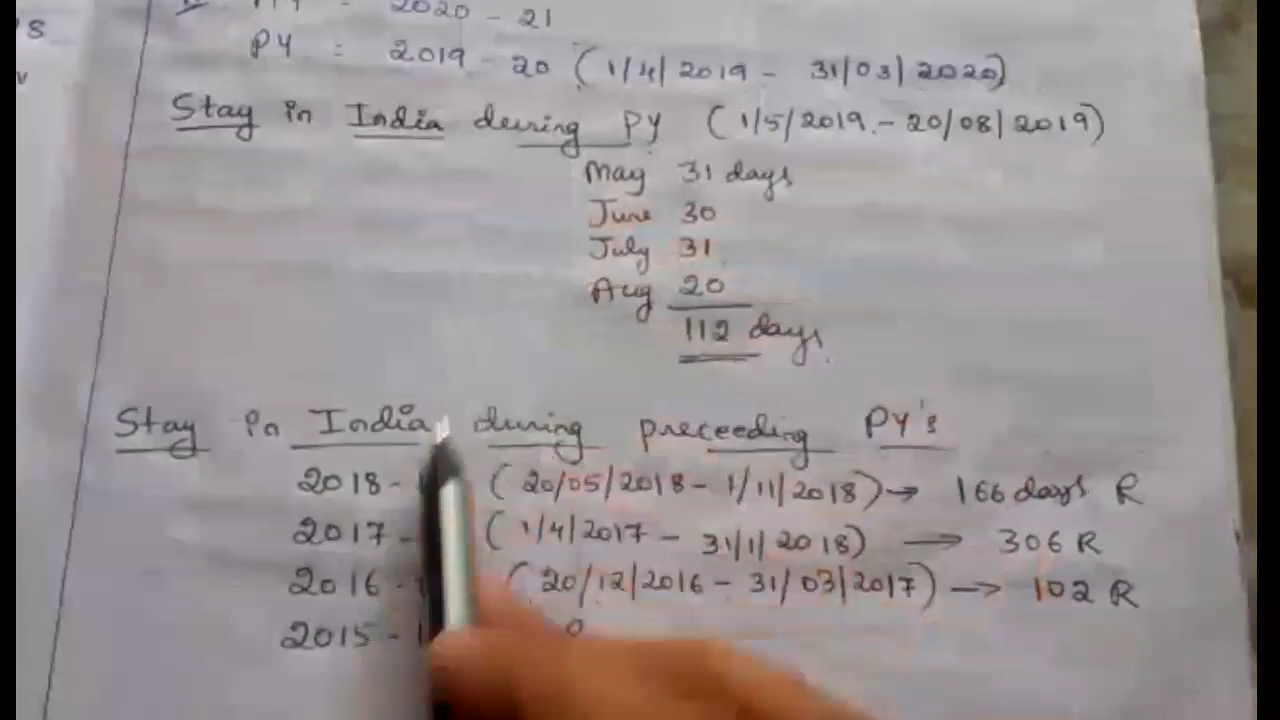 's
2020 - 21
PY : 2019 - 20 (1/4/2019 - 31/03/2020)
Stay in India during PY (1/5/2019 - 20/08/2019)
May 31 days
June 30
July 31
Aug 20
112 days
Stay in India during preceeding PY's
2018 - (20/05/2018 - 1/11/2018) → 166 days R
2017 - (1/4/2017 - 31/1/2018) → 306 R
2016 - 1 (20/12/2016 - 31/03/2017) → 102 R
2015 - 1 0